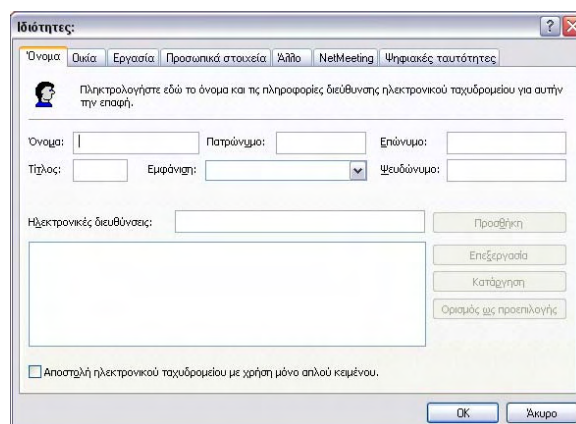 Ιδιότητες:
Όνομα Οικία Εργασία Προσωπικά στοιχεία Άλλο NetMeeting Ψηφιακές ταυτότητες
Πληκτρολογήστε εδώ το όνομα και τις πληροφορίες διεύθυνσης ηλεκτρονικού ταχυδρομείου για αυτήν
την επαφή.
Όνομα: Πατρώνυμο: Επώνυμο:
Τίτλος: Εμφάνιση: Ψευδώνυμο:
Ηλεκτρονικές διευθύνσεις: Προσθήκη
Επεξεργασία
Κατάργηση
Ορισμός ως προεπιλογής
Αποστολή ηλεκτρονικού ταχυδρομείου με χρήση μόνο απλού κειμένου.
OK Άκυρο